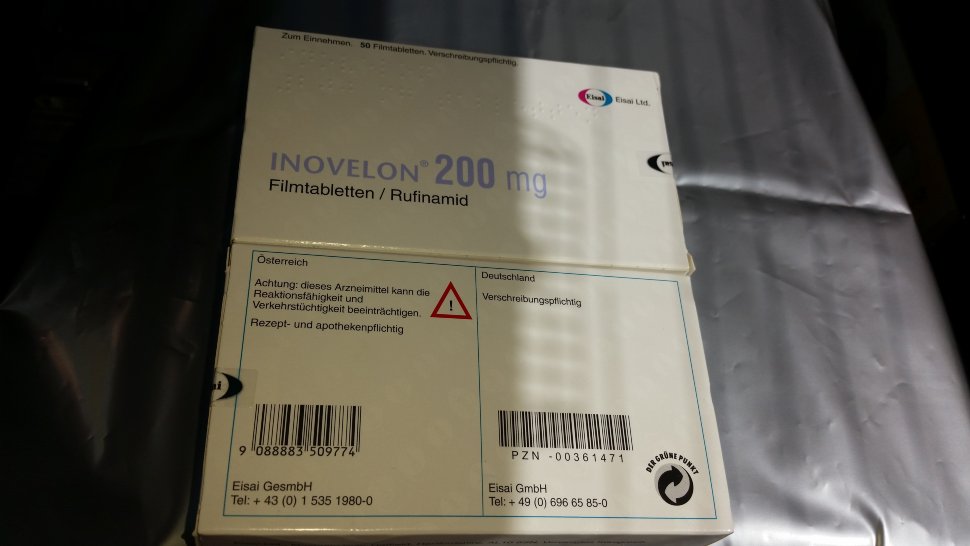 Zum Einnehmen. 50 Filmtabletten. Verschreibungspflichtig.
Eisai Eisai Ltd.
INOVELON® 200 mg
Filmtabletten / Rufinamid
Österreich
Achtung: dieses Arzneimittel kann die
Reaktionsfähigkeit und
Verkehrstüchtigkeit beeinträchtigen.
!
Rezept- und apothekenpflichtig
ai
9 088883 509774
Eisai GesmbH
Tel: + 43 (0) 1 535 1980-0
Deutschland
Verschreibungspflichtig
PZN -00361471
Eisai GmbH
Tel: + 49 (0) 696 65 85-0
DER GRÜNE PUNKT